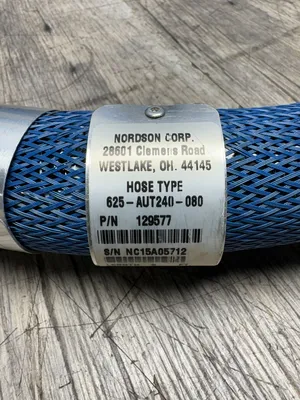 NORDSON CORP.
28601 Clemens Road
WESTLAKE, OH. 44145
HOSE TYPE
625-AUT240-080
P/N 129577
S/N NC15A05712